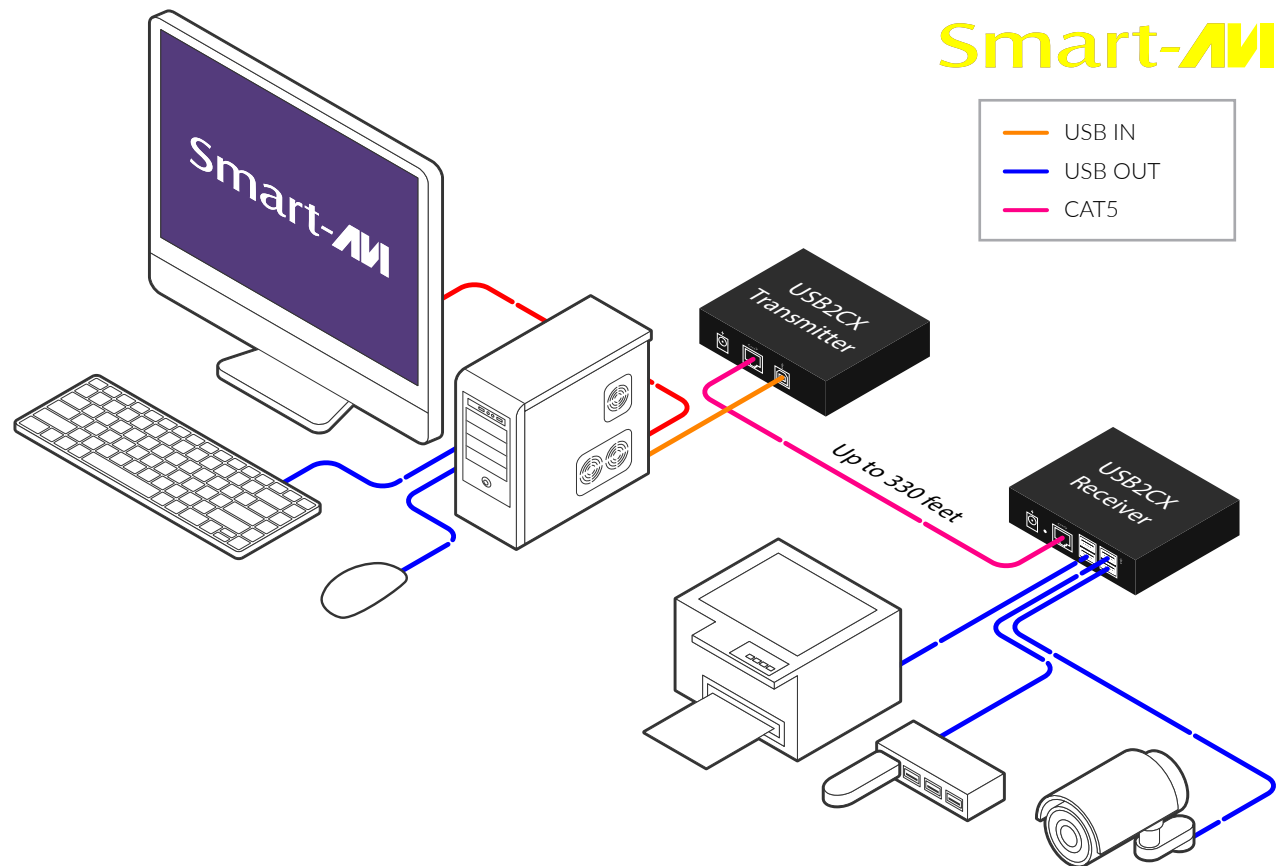 Smart-AVI
USB IN
USB OUT
CAT5
Smart-AVI
USB2CX
Transmitter
Up to 330 feet
USB2CX
Receiver